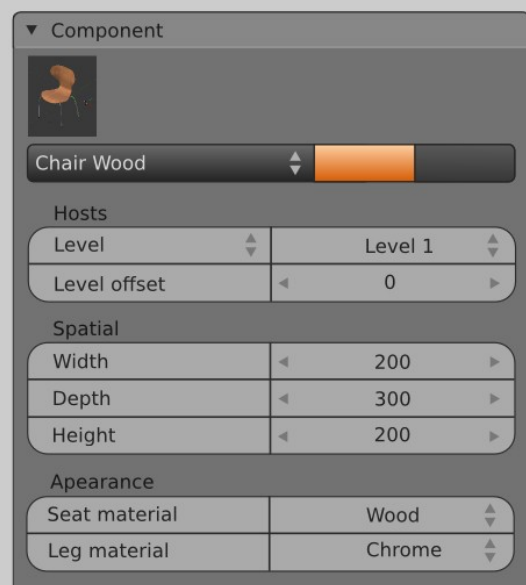 Component
Chair Wood
Hosts
Level Level 1
Level offset 0
Spatial
Width 200
Depth 300
Height 200
Apearance
Seat material Wood
Leg material Chrome